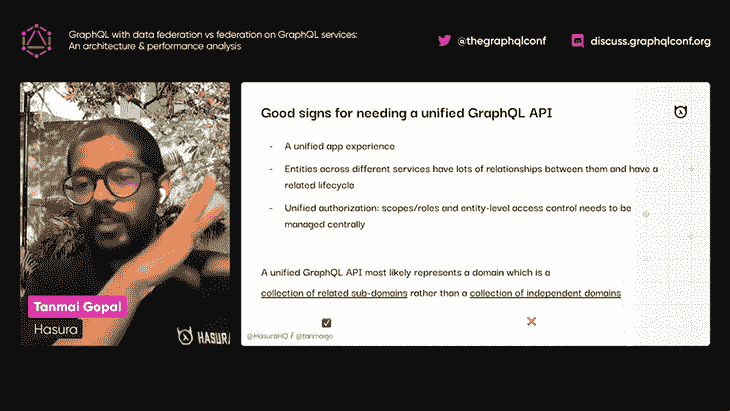 GraphQL with data federation vs federation on GraphQL services:
An architecture & performance analysis
@thegraphqlconf
discuss.graphqlconf.org
Good signs for needing a unified GraphQL API
- A unified app experience
- Entities across different services have lots of relationships between them and have a
related lifecycle
- Unified authorization: scopes/roles and entity-level access control needs to be
managed centrally
A unified GraphQL API most likely represents a domain which is a
collection of related sub-domains rather than a collection of independent domains
@HasuraHQ / @tanmaigo
Tanmai Gopal
Hasura
HASURA